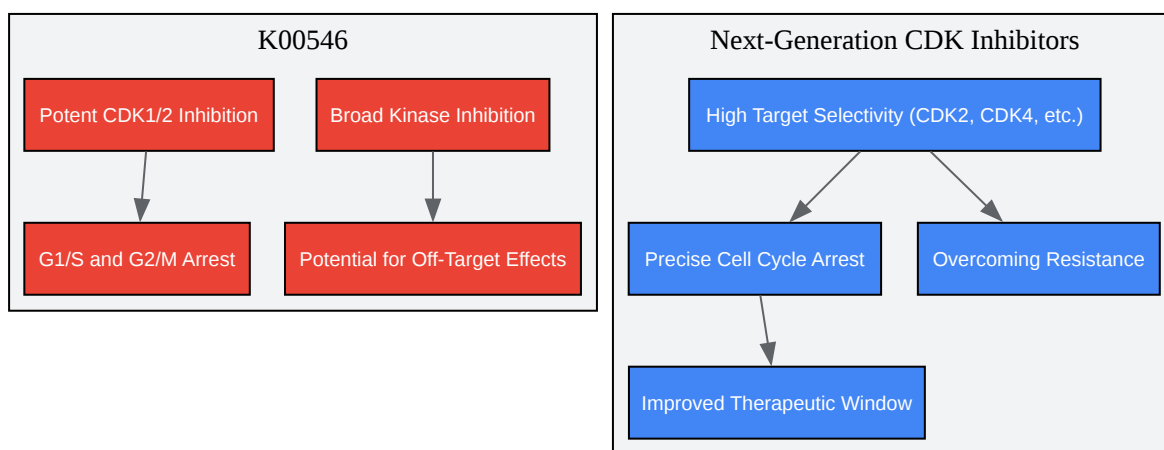 K00546
Potent CDK1/2 Inhibition
Broad Kinase Inhibition
G1/S and G2/M Arrest
Potential for Off-Target Effects
Next-Generation CDK Inhibitors
High Target Selectivity (CDK2, CDK4, etc.)
Precise Cell Cycle Arrest
Overcoming Resistance
Improved Therapeutic Window